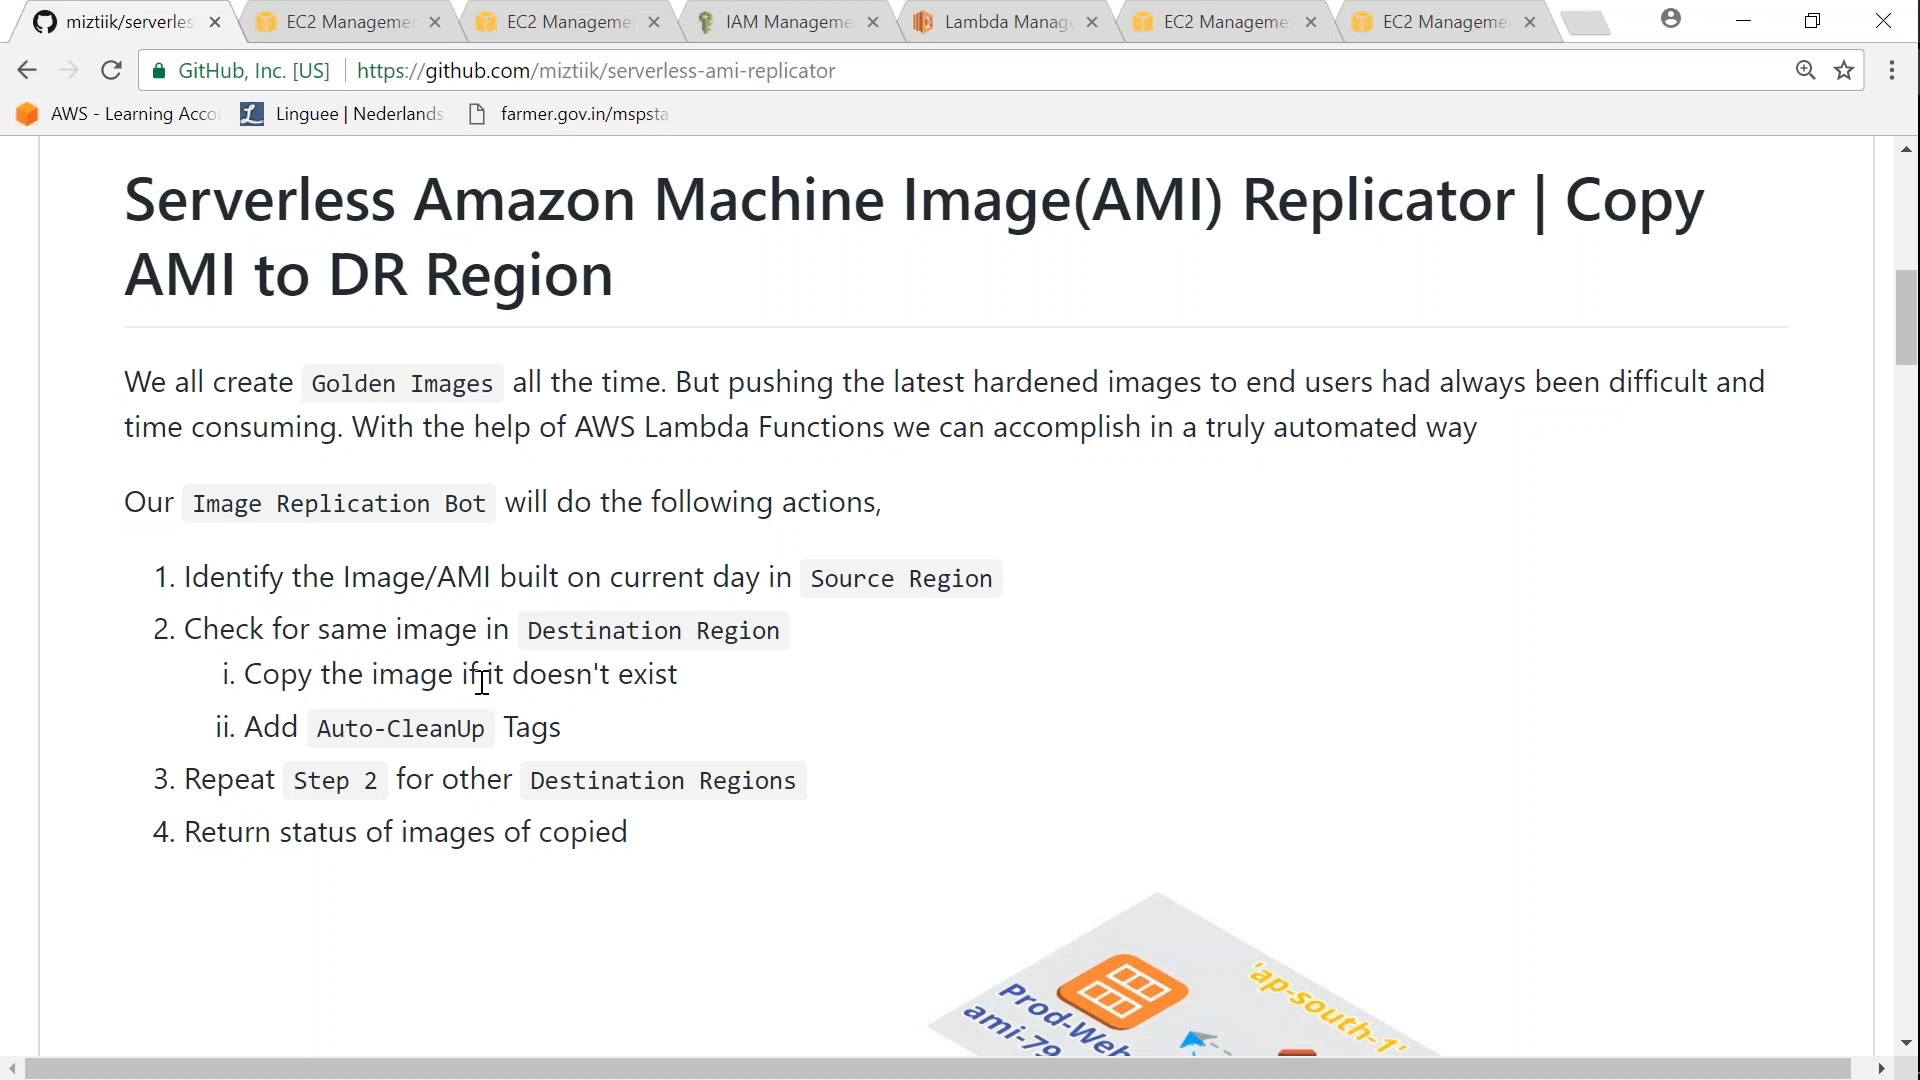 miztiik/serverles
EC2 Manageme
EC2 Manageme
IAM Manageme
Lambda Manag
EC2 Manageme
EC2 Manageme
GitHub, Inc. [US]
https://github.com/miztiik/serverless-ami-replicator
AWS - Learning Acco
Linguee | Nederlands
farmer.gov.in/mspsta
Serverless Amazon Machine Image(AMI) Replicator | Copy
AMI to DR Region
We all create Golden Images all the time. But pushing the latest hardened images to end users had always been difficult and
time consuming. With the help of AWS Lambda Functions we can accomplish in a truly automated way
Our Image Replication Bot will do the following actions,
1. Identify the Image/AMI built on current day in Source Region
2. Check for same image in Destination Region
i. Copy the image if it doesn't exist
ii. Add Auto-CleanUp Tags
3. Repeat Step 2 for other Destination Regions
4. Return status of images of copied
'ap-south-1'
Prod-Web
ami-79